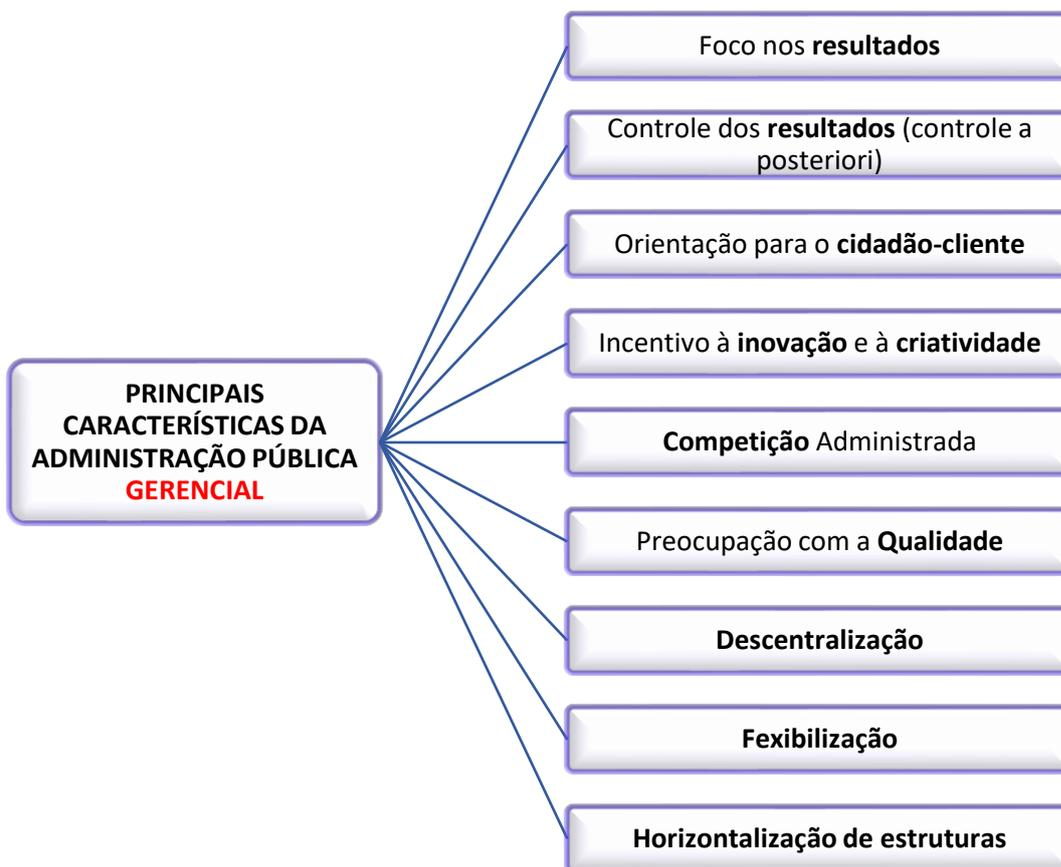 Foco nos resultados
Controle dos resultados (controle a
posteriori)
Orientação para o cidadão-cliente
Incentivo à inovação e à criatividade
PRINCIPAIS
CARACTERÍSTICAS DA
ADMINISTRAÇÃO PÚBLICA
GERENCIAL
Competição Administrada
Preocupação com a Qualidade
Descentralização
Fexibilização
Horizontalização de estruturas